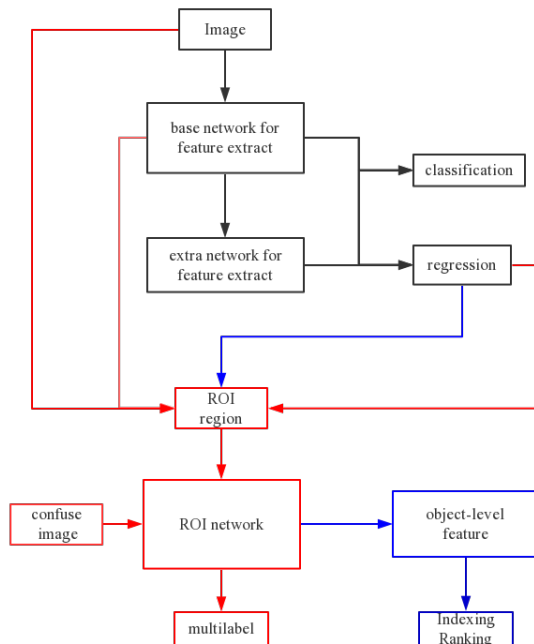 Image
base network for
feature extract
classification
extra network for
feature extract
regression
ROI
region
confuse
image
ROI network
object-level
feature
multilabel
Indexing
Ranking